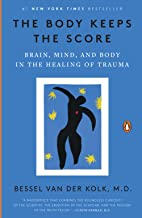 #1 NEW YORK TIMES BESTSELLER
THE BODY KEEPS
THE SCORE
BRAIN, MIND, AND BODY
IN THE HEALING OF TRAUMA
BESSEL VAN DER KOLK, M.D.